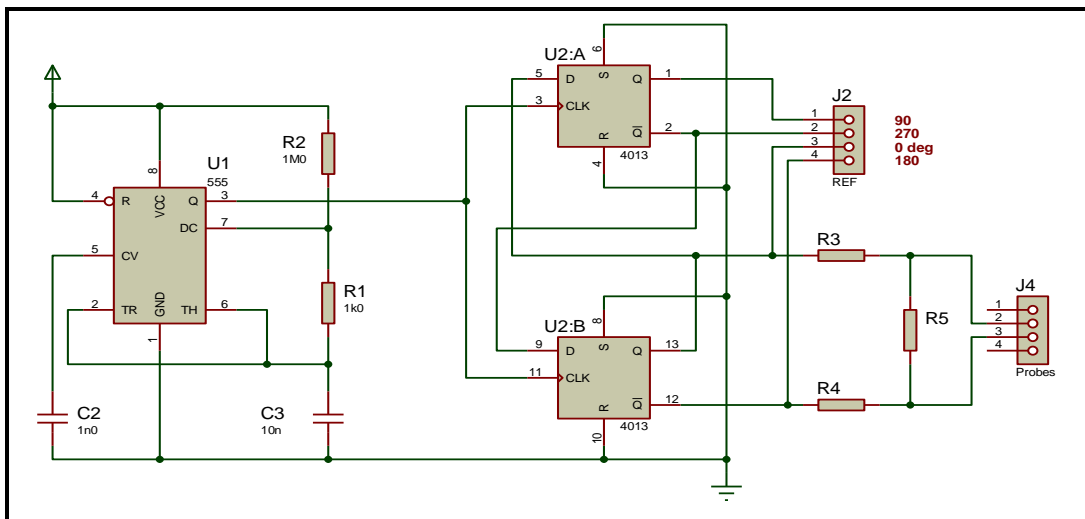 U1
555
4
R
VCC
8
Q
3
DC
7
5
CV
2
TR
GND
1
TH
6
R2
1M0
R1
1k0
C2
1n0
C3
10n
U2:A
5
D
S
6
Q
1
3
CLK
R
4
Q
2
4013
U2:B
9
D
S
8
Q
13
11
CLK
R
10
Q
12
4013
J2
1
2
3
4
REF
90
270
0 deg
180
R3
R4
R5
J4
1
2
3
4
Probes